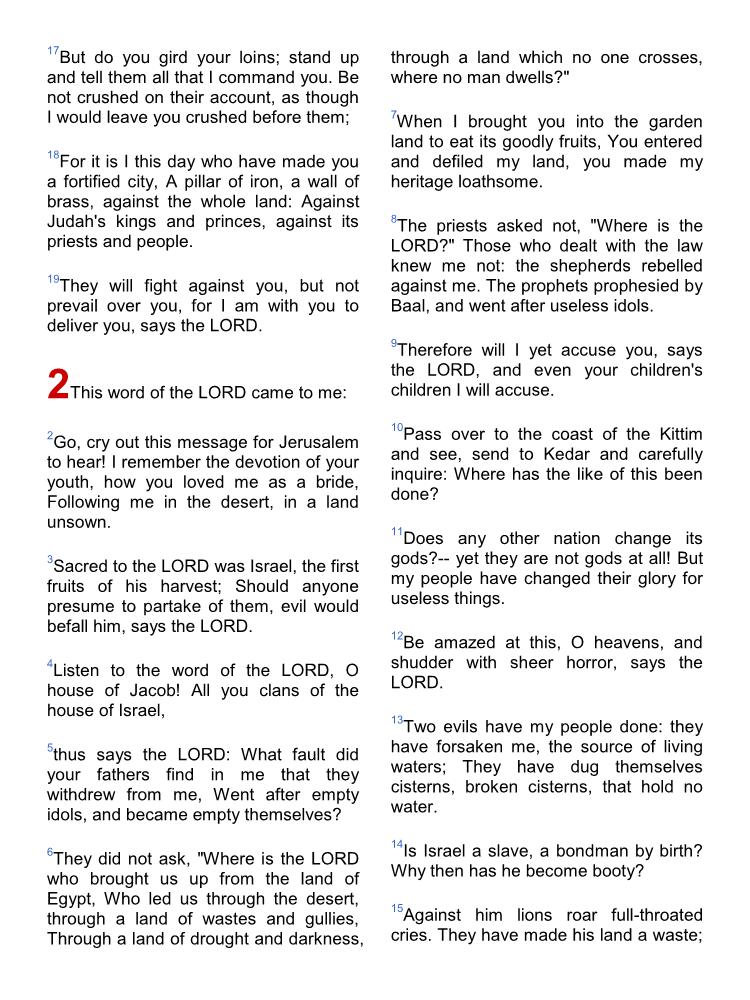 17But do you gird your loins; stand up
and tell them all that I command you. Be
not crushed on their account, as though
I would leave you crushed before them;
18For it is I this day who have made you
a fortified city, A pillar of iron, a wall of
brass, against the whole land: Against
Judah's kings and princes, against its
priests and people.
19They will fight against you, but not
prevail over you, for I am with you to
deliver you, says the LORD.
2This word of the LORD came to me:
2Go, cry out this message for Jerusalem
to hear! I remember the devotion of your
youth, how you loved me as a bride,
Following me in the desert, in a land
unsown.
3Sacred to the LORD was Israel, the first
fruits of his harvest; Should anyone
presume to partake of them, evil would
befall him, says the LORD.
4Listen to the word of the LORD, O
house of Jacob! All you clans of the
house of Israel,
5thus says the LORD: What fault did
your fathers find in me that they
withdrew from me, Went after empty
idols, and became empty themselves?
6They did not ask, "Where is the LORD
who brought us up from the land of
Egypt, Who led us through the desert,
through a land of wastes and gullies,
Through a land of drought and darkness,
through a land which no one crosses,
where no man dwells?"
7When I brought you into the garden
land to eat its goodly fruits, You entered
and defiled my land, you made my
heritage loathsome.
8The priests asked not, "Where is the
LORD?" Those who dealt with the law
knew me not: the shepherds rebelled
against me. The prophets prophesied by
Baal, and went after useless idols.
9Therefore will I yet accuse you, says
the LORD, and even your children's
children I will accuse.
10Pass over to the coast of the Kittim
and see, send to Kedar and carefully
inquire: Where has the like of this been
done?
11Does any other nation change its
gods?-- yet they are not gods at all! But
my people have changed their glory for
useless things.
12Be amazed at this, O heavens, and
shudder with sheer horror, says the
LORD.
13Two evils have my people done: they
have forsaken me, the source of living
waters; They have dug themselves
cisterns, broken cisterns, that hold no
water.
14Is Israel a slave, a bondman by birth?
Why then has he become booty?
15Against him lions roar full-throated
cries. They have made his land a waste;